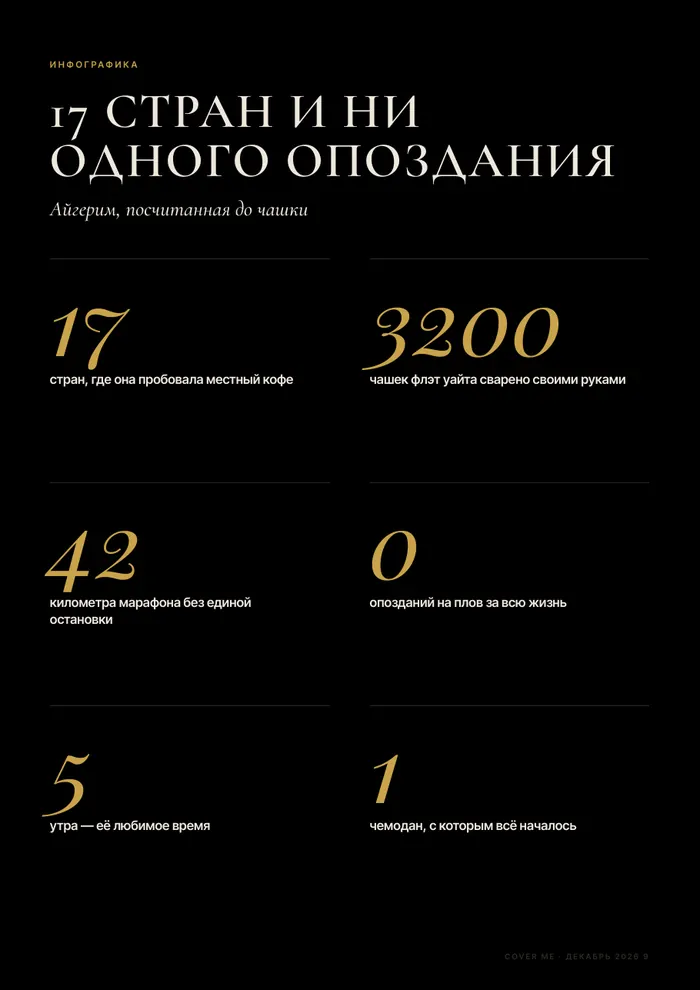 ИНФОГРАФИКА
17 СТРАН И НИ
ОДНОГО ОПОЗДАНИЯ
Айгерим, посчитанная до чашки
17
стран, где она пробовала местный кофе
3200
чашек флэт уайта сварено своими руками
42
километра марафона без единой
остановки
0
опозданий на плов за всю жизнь
5
утра — её любимое время
1
чемодан, с которым всё началось
COVER ME · ДЕКАБРЬ 2026 9